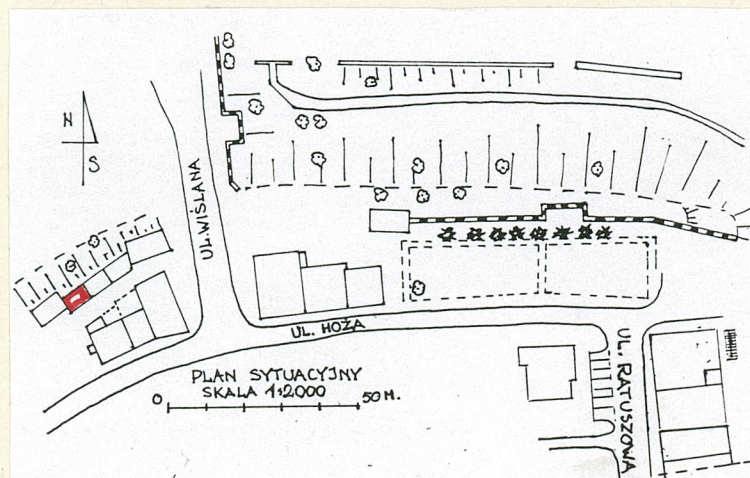 N
S
UL. WIŚLANA
UL. HOŻA
PLAN SYTUACYJNY
SKALA 1:2000
0
50 M.
UL. RATUSZOWA